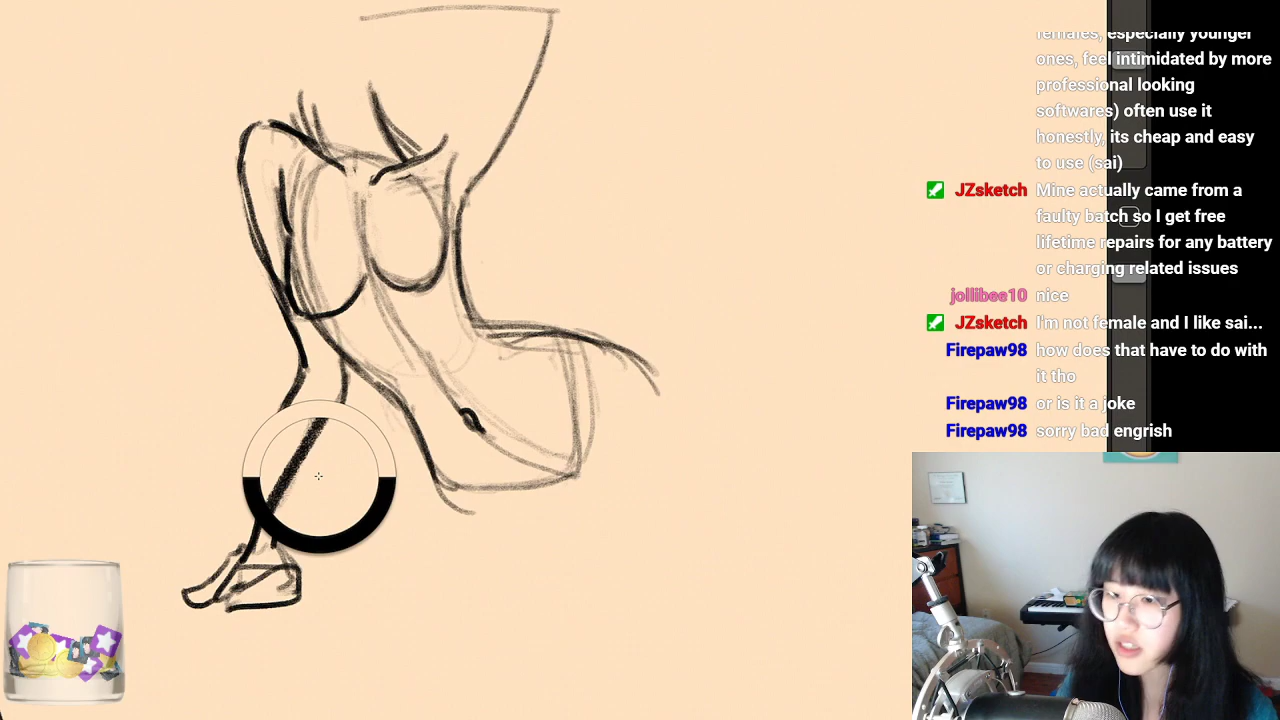 females, especially younger
ones, feel intimidated by more
professional looking
softwares) often use it
honestly, its cheap and easy
to use (sai)
JZsketch Mine actually came from a
faulty batch so I get free
lifetime repairs for any battery
or charging related issues
jollibee10 nice
JZsketch I'm not female and I like sai...
Firepaw98 how does that have to do with
it tho
Firepaw98 or is it a joke
Firepaw98 sorry bad engrish